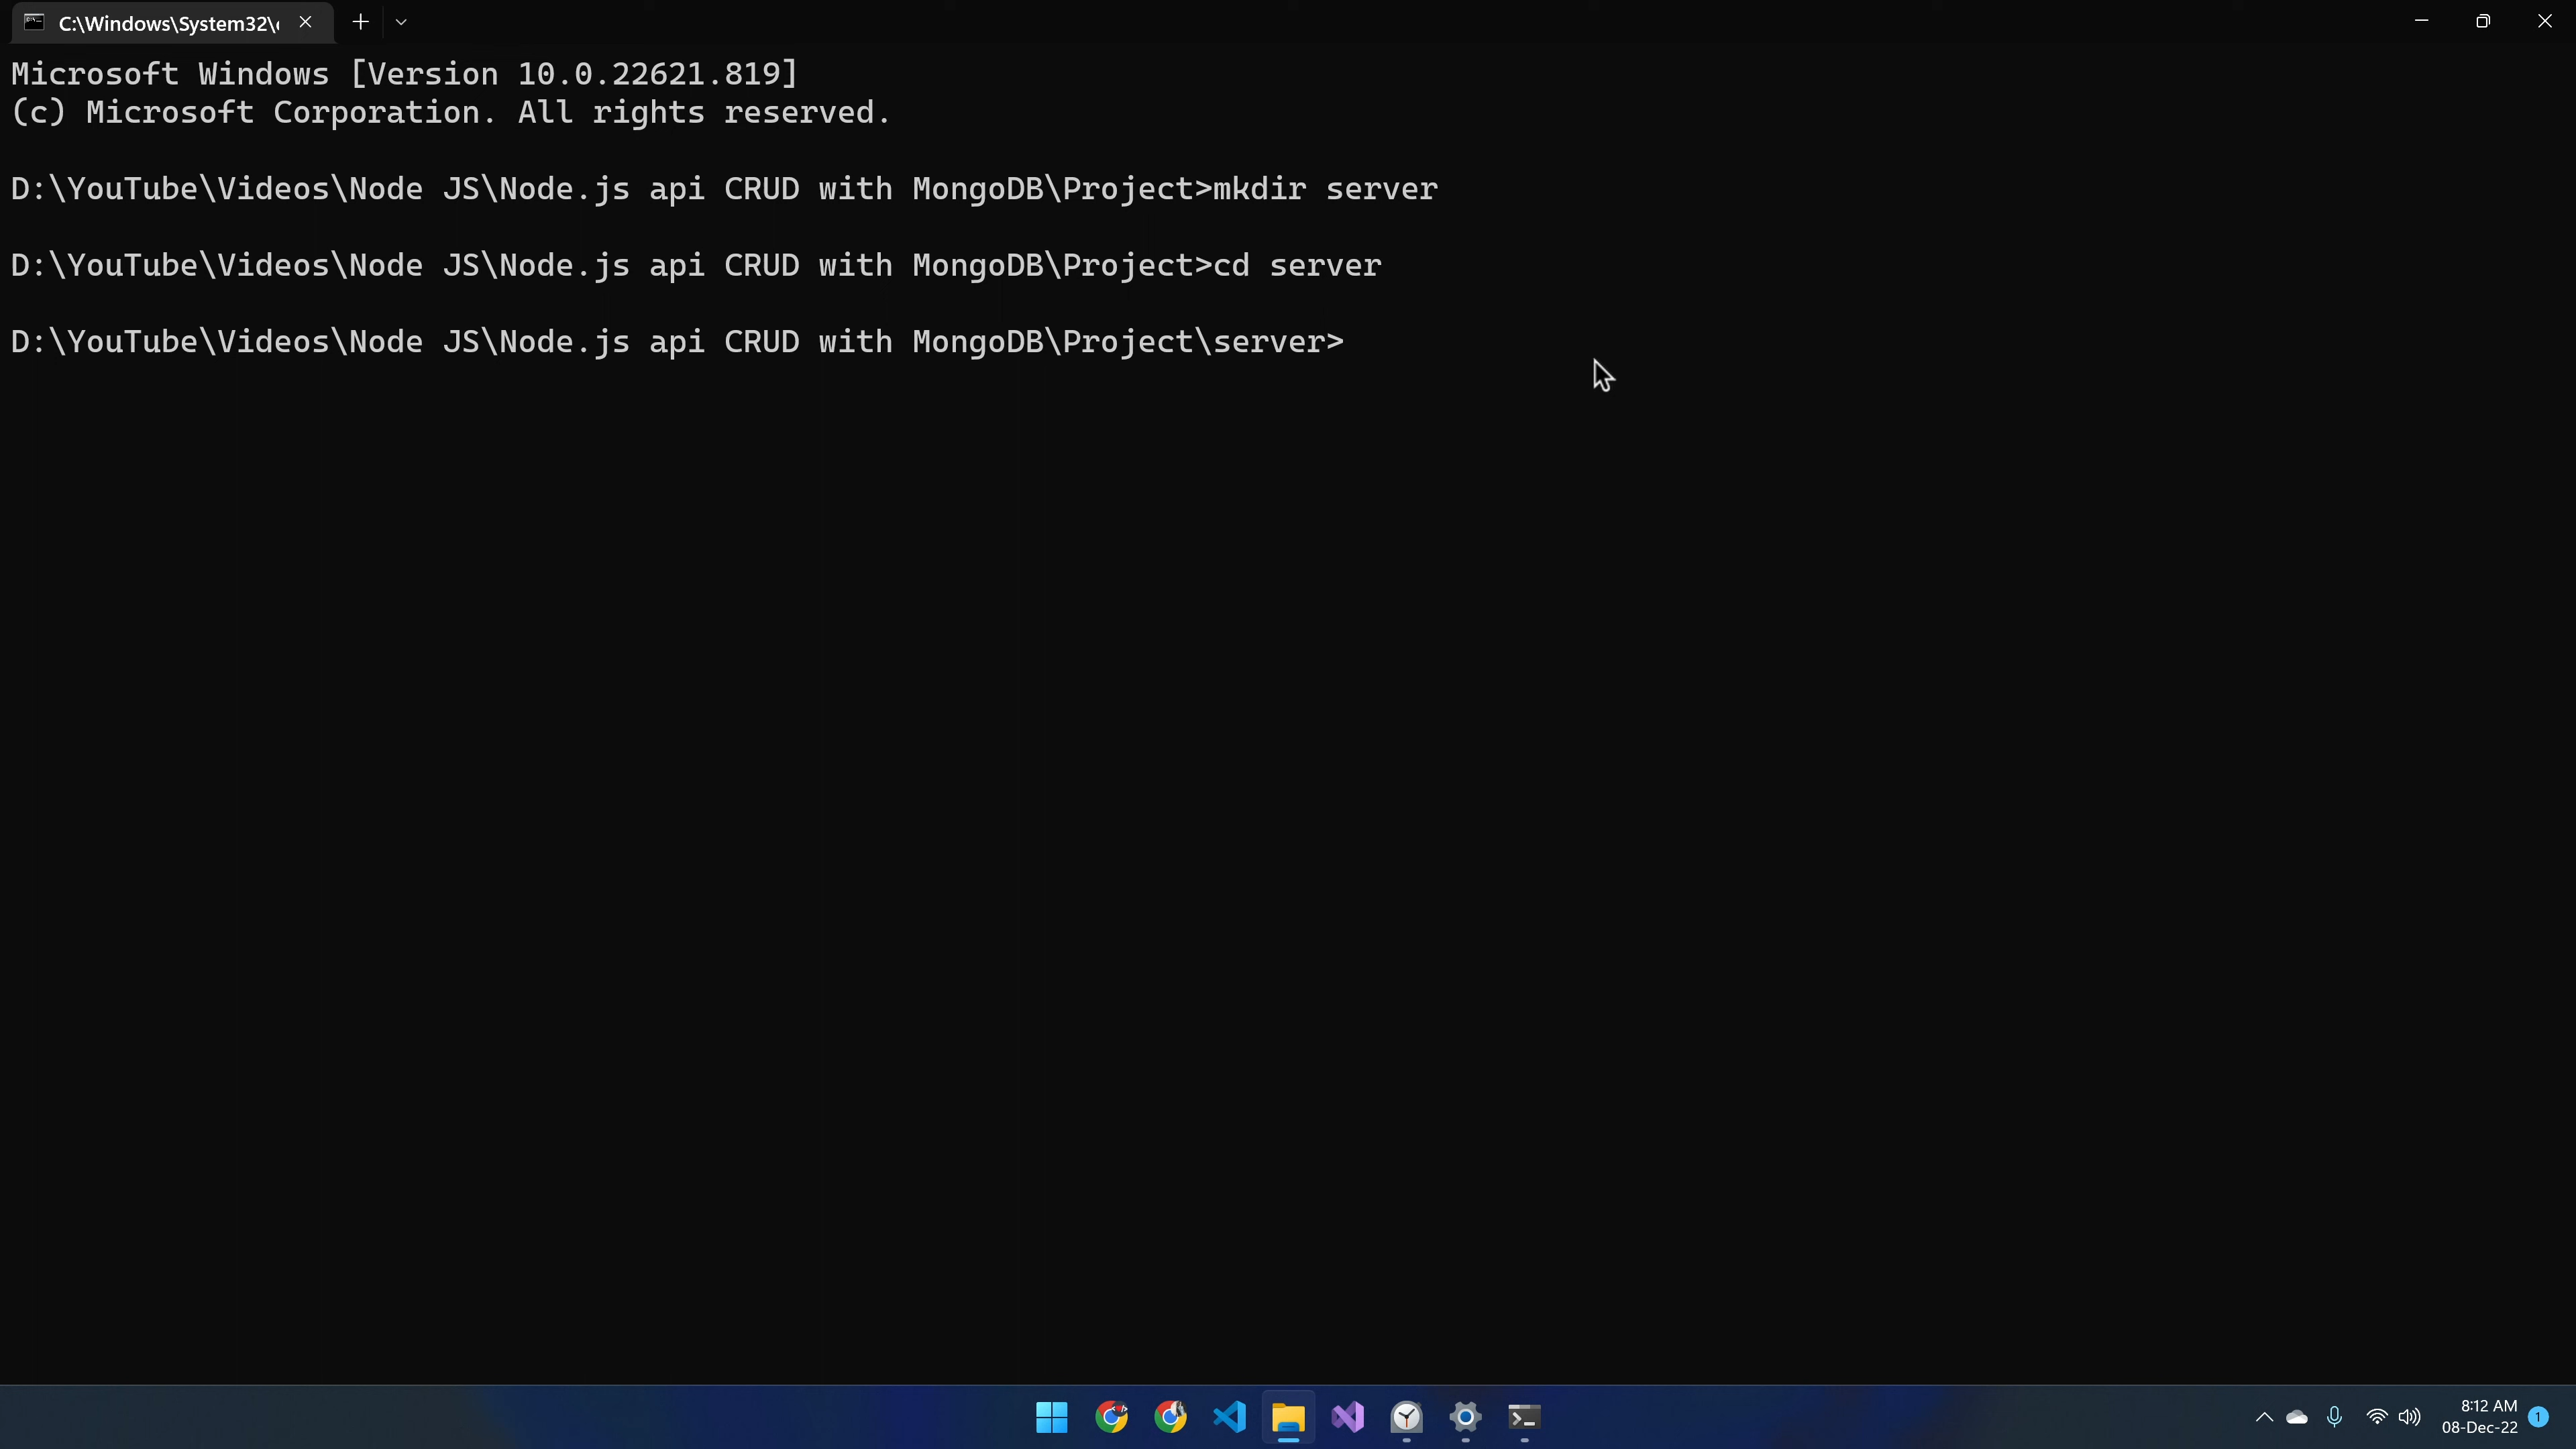 C:\Windows\System32\
Microsoft Windows [Version 10.0.22621.819]
(c) Microsoft Corporation. All rights reserved.
D:\YouTube\Videos\Node JS\Node.js api CRUD with MongoDB\Project>mkdir server
D:\YouTube\Videos\Node JS\Node.js api CRUD with MongoDB\Project>cd server
D:\YouTube\Videos\Node JS\Node.js api CRUD with MongoDB\Project\server>
8:12 AM
08-Dec-22
1